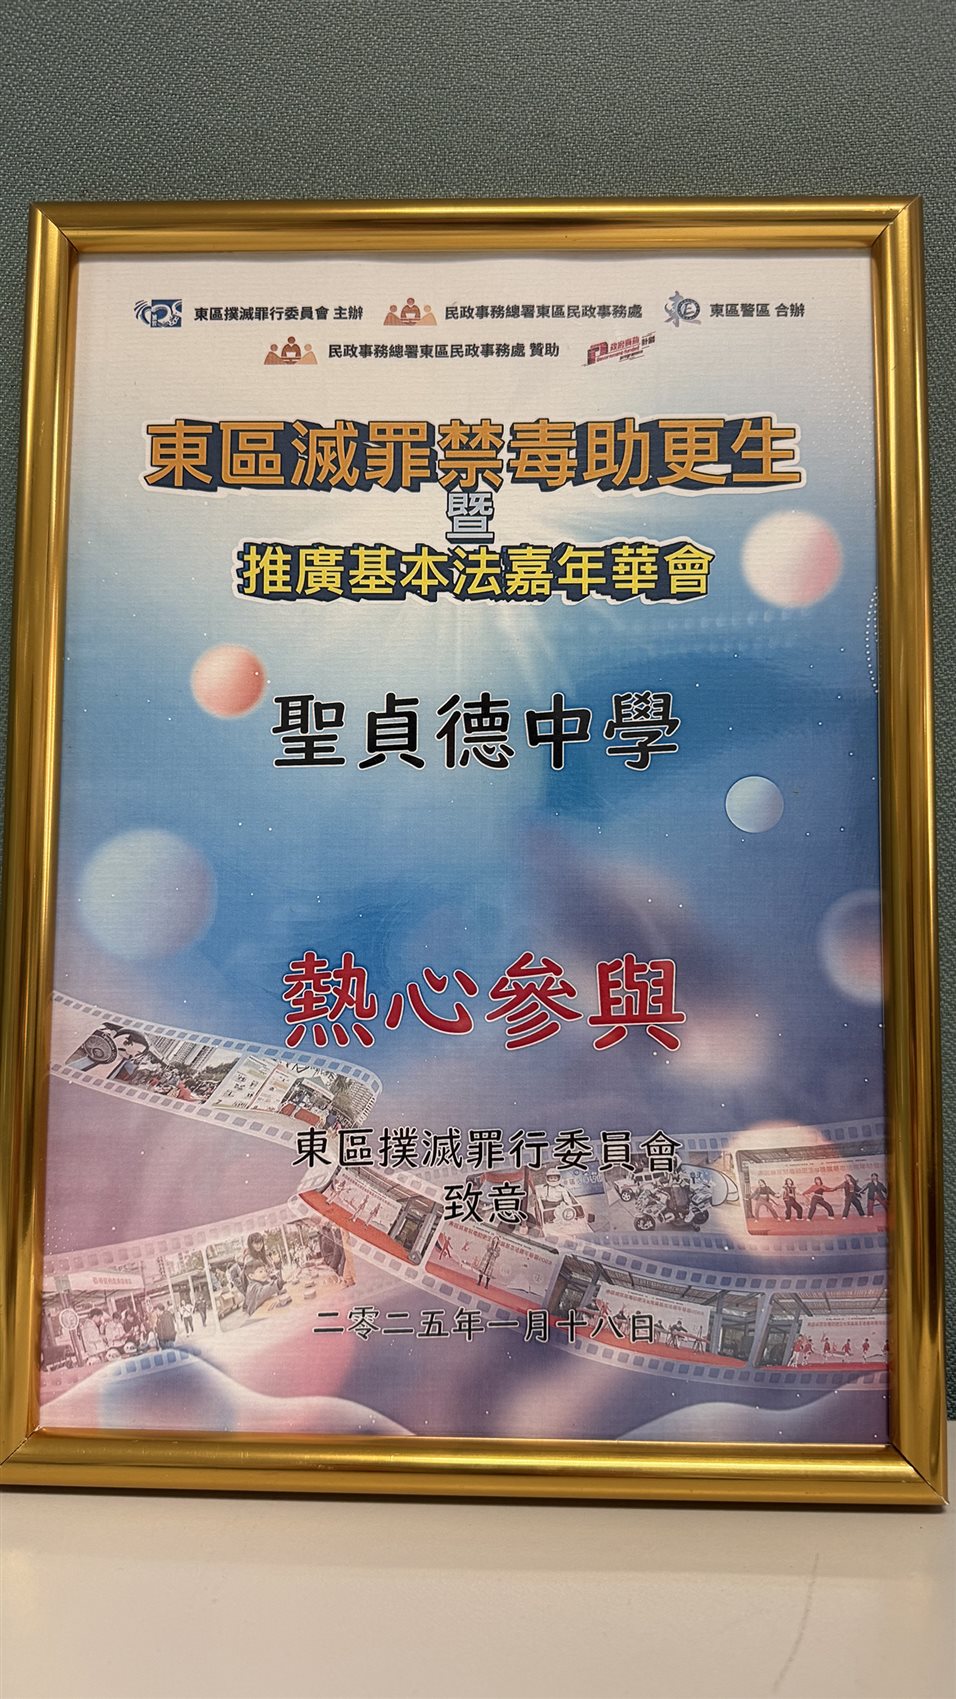 東區撲滅罪行委員會 主辦 民政事務總署東區民政事務處 東區警區 合辦
民政事務總署東區民政事務處 贊助
東區滅罪禁毒助更生
暨
推廣基本法嘉年華會
聖貞德中學
熱心參與
東區撲滅罪行委員會
致意
二零二五年一月十八日